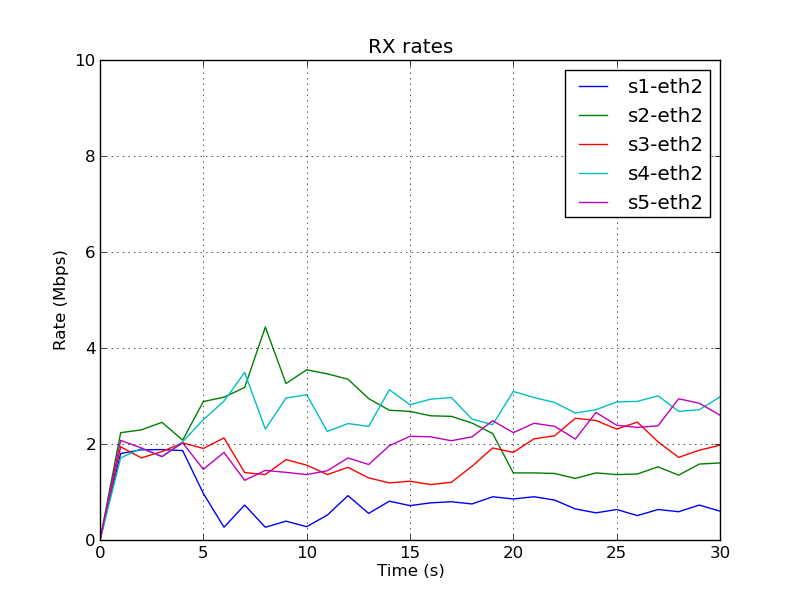 RX rates
10
8
6
4
2
0
Rate (Mbps)
s1-eth2
s2-eth2
s3-eth2
s4-eth2
s5-eth2
0 5 10 15 20 25 30
Time (s)